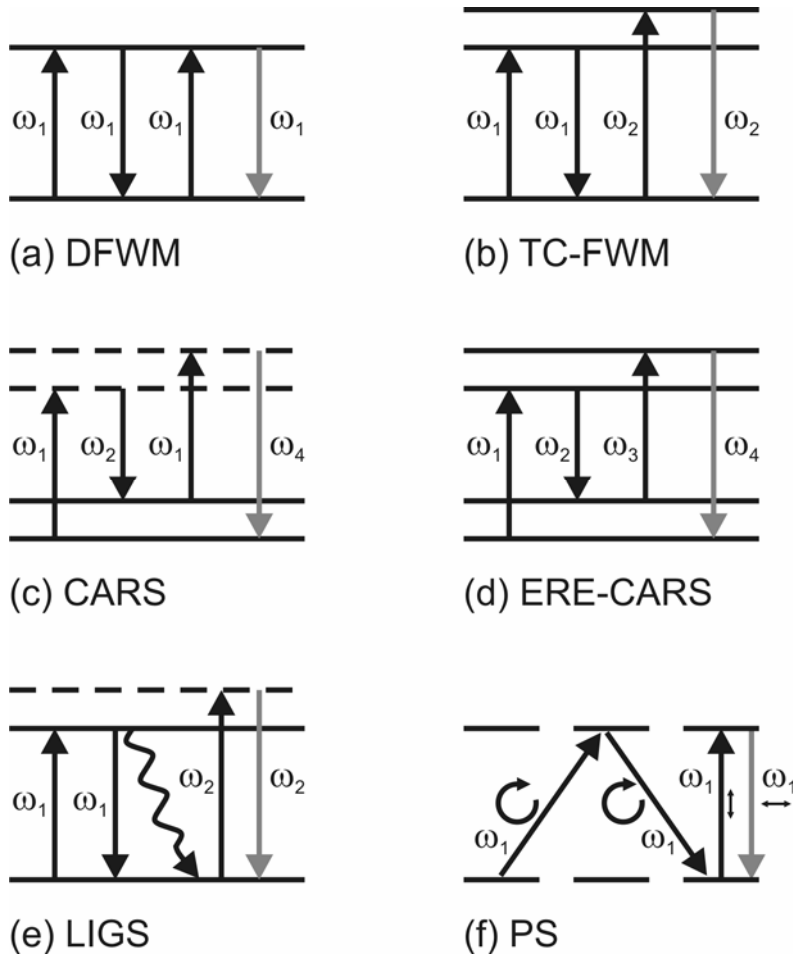 ω₁ ω₁ ω₁ ω₁
(a) DFWM
ω₁ ω₁ ω₂ ω₂
(b) TC-FWM
ω₁ ω₂ ω₁ ω₄
(c) CARS
ω₁ ω₂ ω₃ ω₄
(d) ERE-CARS
ω₁ ω₁ ω₂ ω₂
(e) LIGS
ω₁ ω₁ ω₁ ω₁
(f) PS